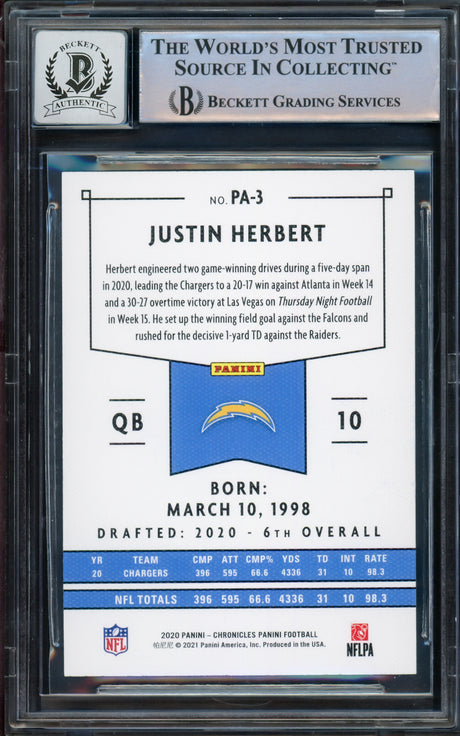 BECKETT
B
AUTHENTIC
THE WORLD'S MOST TRUSTED
SOURCE IN COLLECTING™
B BECKETT GRADING SERVICES
NO. PA-3
JUSTIN HERBERT
Herbert engineered two game-winning drives during a five-day span
in 2020, leading the Chargers to a 20-17 win against Atlanta in Week 14
and a 30-27 overtime victory at Las Vegas on Thursday Night Football
in Week 15. He set up the winning field goal against the Falcons and
rushed for the decisive 1-yard TD against the Raiders.
PANINI
QB 10
BORN:
MARCH 10, 1998
DRAFTED: 2020 - 6TH OVERALL
YR TEAM CMP ATT CMP% YDS TD INT RATE
20 CHARGERS 396 595 66.6 4336 31 10 98.3
NFL TOTALS 396 595 66.6 4336 31 10 98.3
2020 PANINI – CHRONICLES PANINI FOOTBALL
帕尼尼 © 2021 Panini America, Inc. Produced in the USA.
NFL
NFLPA